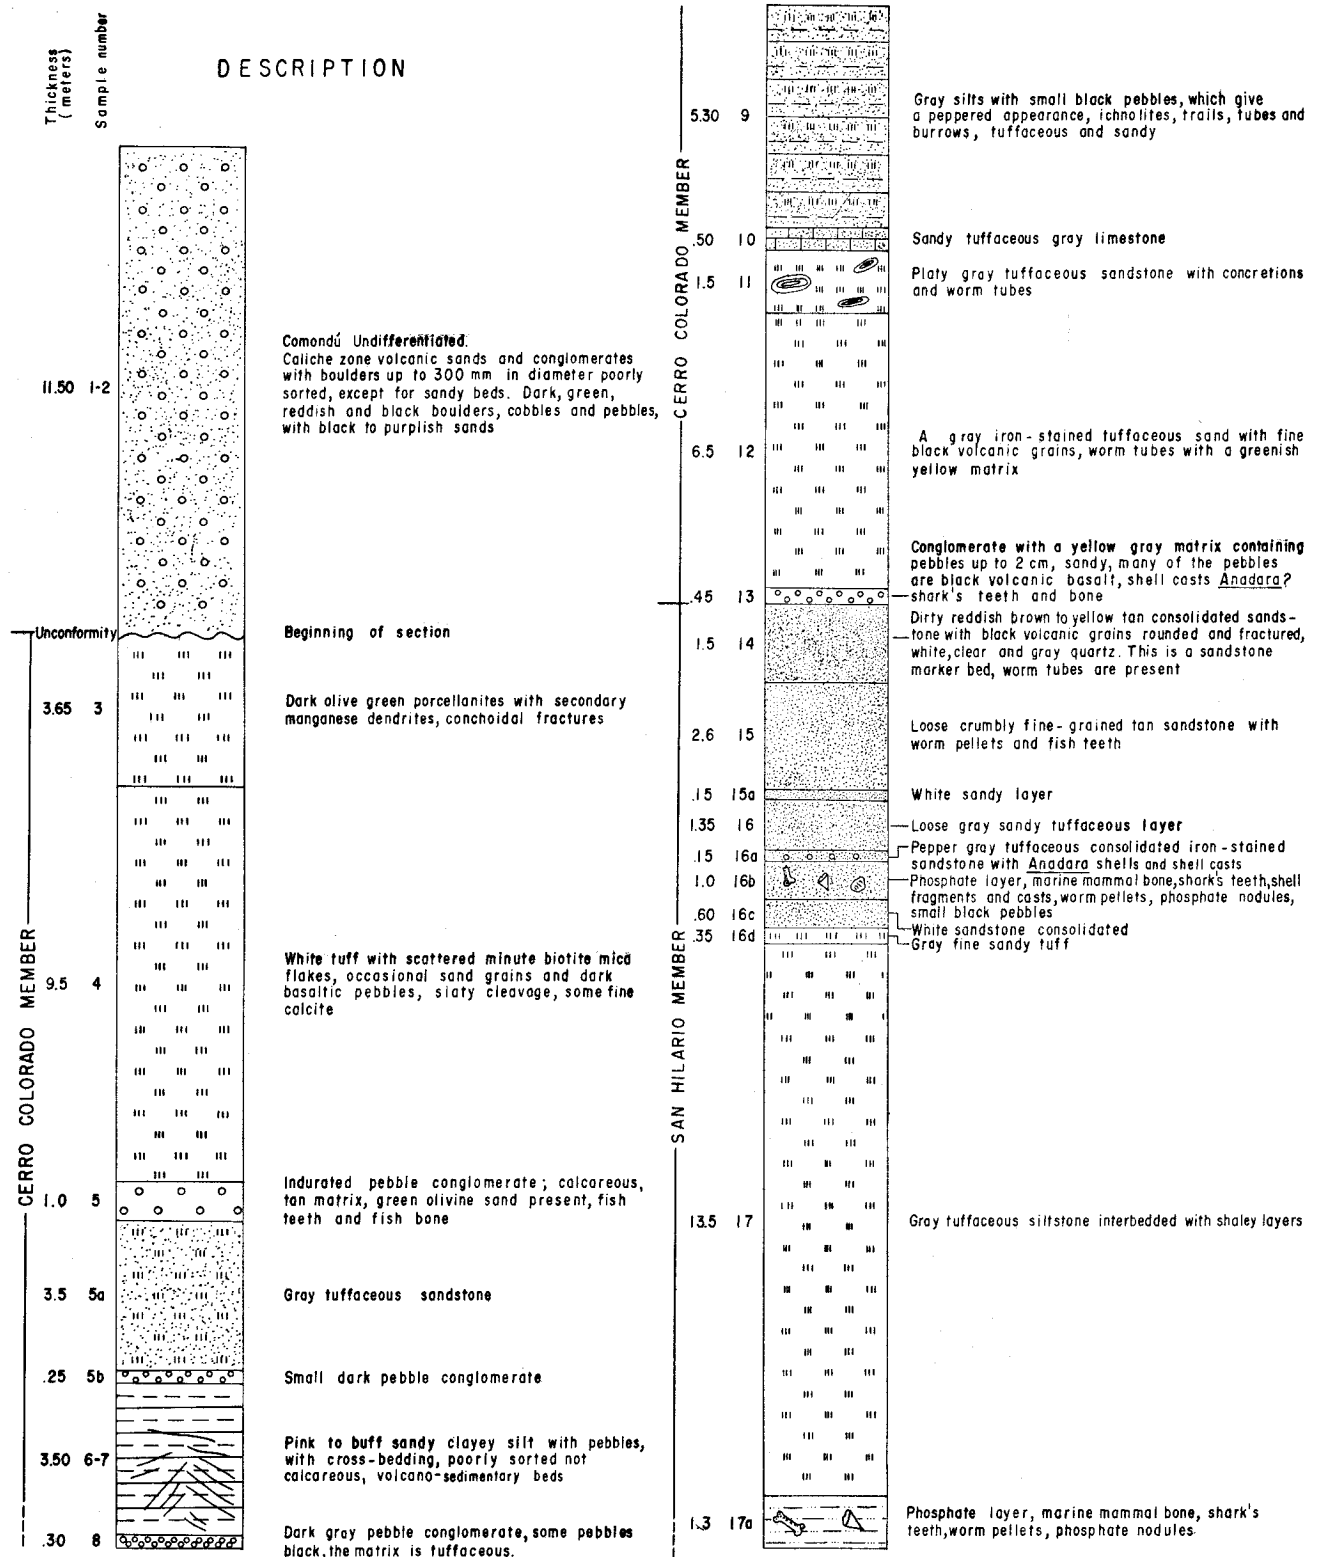 Thickness
(meters)
Sample number
DESCRIPTION
11.50 1-2
Comondú Undifferentiated.
Caliche zone volcanic sands and conglomerates
with boulders up to 300 mm in diameter poorly
sorted, except for sandy beds. Dark, green,
reddish and black boulders, cobbles and pebbles,
with black to purplish sands
Unconformity
Beginning of section
CERRO COLORADO MEMBER
3.65 3
Dark olive green porcellanites with secondary
manganese dendrites, conchoidal fractures
9.5 4
White tuff with scattered minute biotite mica
flakes, occasional sand grains and dark
basaltic pebbles, slaty cleavage, some fine
calcite
1.0 5
Indurated pebble conglomerate; calcareous,
tan matrix, green olivine sand present, fish
teeth and fish bone
3.5 5a
Gray tuffaceous sandstone
.25 5b
Small dark pebble conglomerate
3.50 6-7
Pink to buff sandy clayey silt with pebbles,
with cross-bedding, poorly sorted not
calcareous, volcano-sedimentary beds
.30 8
Dark gray pebble conglomerate, some pebbles
black, the matrix is tuffaceous.
CERRO COLORADO MEMBER
5.30 9
Gray silts with small black pebbles, which give
a peppered appearance, ichnolites, trails, tubes and
burrows, tuffaceous and sandy
.50 10
Sandy tuffaceous gray limestone
1.5 11
Platy gray tuffaceous sandstone with concretions
and worm tubes
6.5 12
A gray iron-stained tuffaceous sand with fine
black volcanic grains, worm tubes with a greenish
yellow matrix
.45 13
Conglomerate with a yellow gray matrix containing
pebbles up to 2 cm, sandy, many of the pebbles
are black volcanic basalt, shell casts Anadara?
shark's teeth and bone
SAN HILARIO MEMBER
1.5 14
Dirty reddish brown to yellow tan consolidated sands-
tone with black volcanic grains rounded and fractured,
white, clear and gray quartz. This is a sandstone
marker bed, worm tubes are present
2.6 15
Loose crumbly fine-grained tan sandstone with
worm pellets and fish teeth
.15 15a
White sandy layer
1.35 16
Loose gray sandy tuffaceous layer
.15 16a
Pepper gray tuffaceous consolidated iron-stained
sandstone with Anadara shells and shell casts
1.0 16b
Phosphate layer, marine mammal bone, shark's teeth, shell
fragments and casts, worm pellets, phosphate nodules,
small black pebbles
.60 16c
White sandstone consolidated
.35 16d
Gray fine sandy tuff
13.5 17
Gray tuffaceous siltstone interbedded with shaley layers
1.3 17a
Phosphate layer, marine mammal bone, shark's
teeth, worm pellets, phosphate nodules